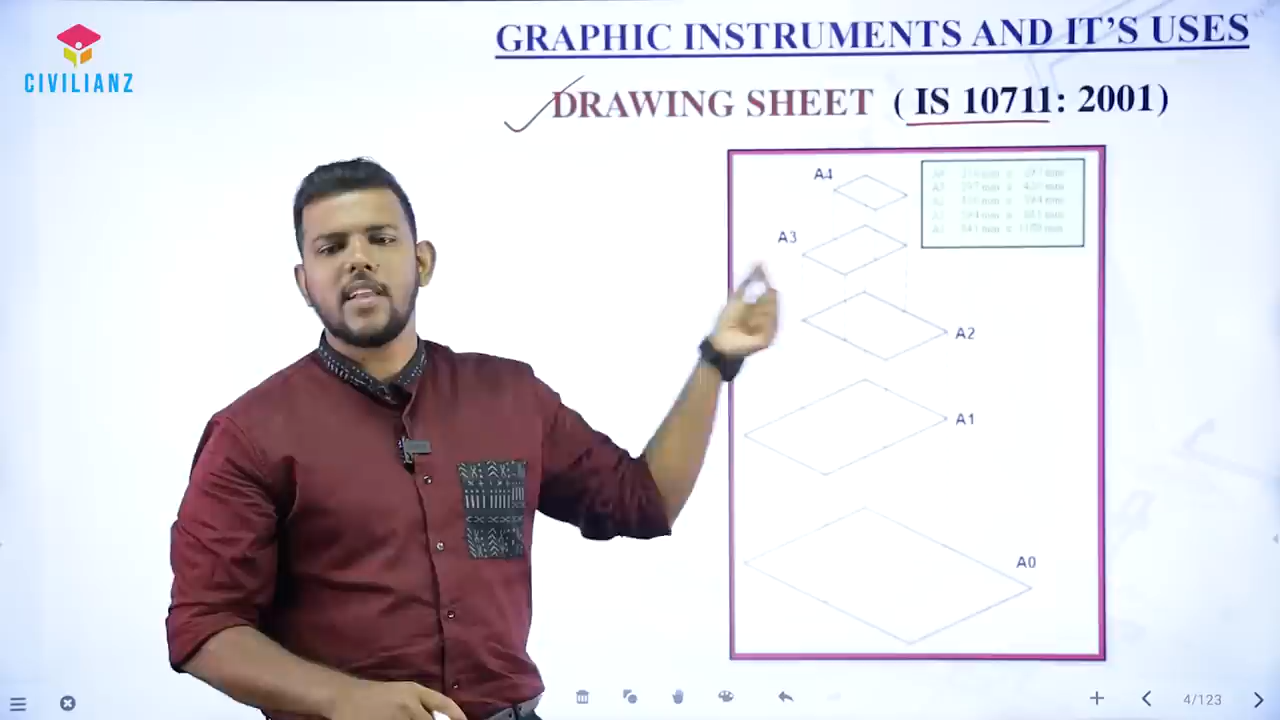 CIVILIANZ
GRAPHIC INSTRUMENTS AND IT'S USES
DRAWING SHEET ( IS 10711: 2001)
A4
A3
A2
A1
A0
4/123